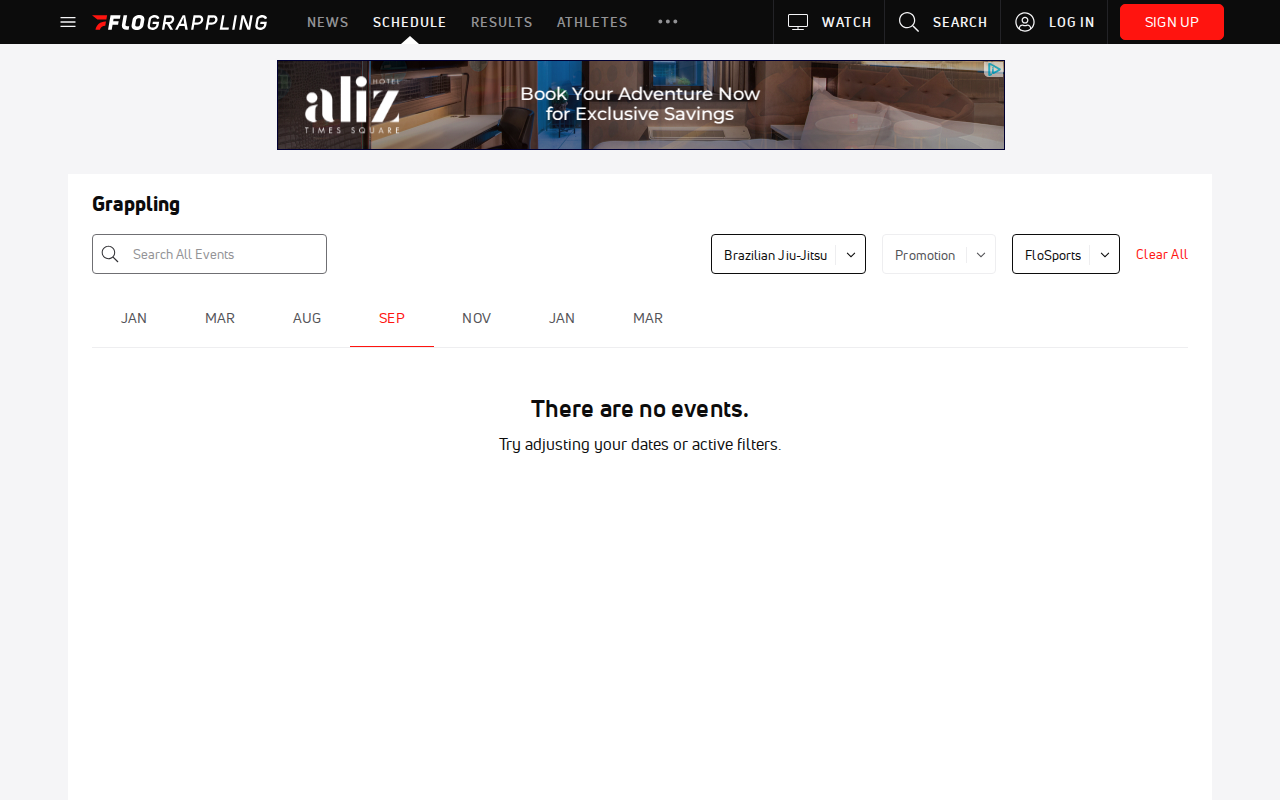 FLOGRAPPLING
NEWS
SCHEDULE
RESULTS
ATHLETES
WATCH
SEARCH
LOG IN
SIGN UP
HOTEL
aliz
TIMES SQUARE
Book Your Adventure Now
for Exclusive Savings
Grappling
Search All Events
Brazilian Jiu-Jitsu
Promotion
FloSports
Clear All
JAN
MAR
AUG
SEP
NOV
JAN
MAR
There are no events.
Try adjusting your dates or active filters.